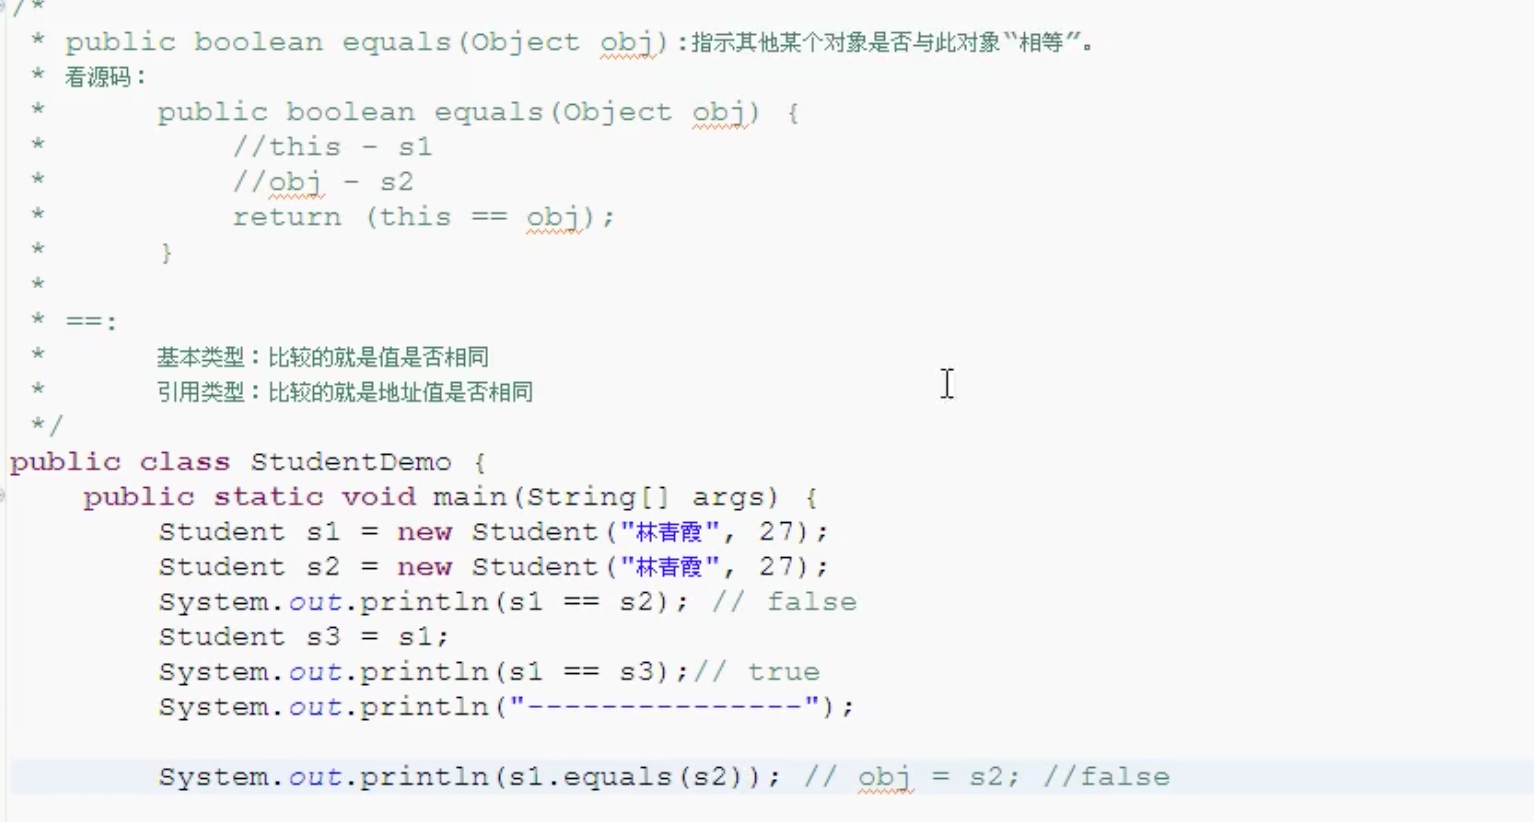 /*
 * public boolean equals(Object obj):指示其他某个对象是否与此对象“相等”。
 * 看源码:
 *      public boolean equals(Object obj) {
 *          //this - s1
 *          //obj - s2
 *          return (this == obj);
 *      }
 *
 * ==:
 *      基本类型:比较的就是值是否相同
 *      引用类型:比较的就是地址值是否相同
 */
public class StudentDemo {
    public static void main(String[] args) {
        Student s1 = new Student("林青霞", 27);
        Student s2 = new Student("林青霞", 27);
        System.out.println(s1 == s2); // false
        Student s3 = s1;
        System.out.println(s1 == s3);// true
        System.out.println("---------------");
        System.out.println(s1.equals(s2)); // obj = s2; //false